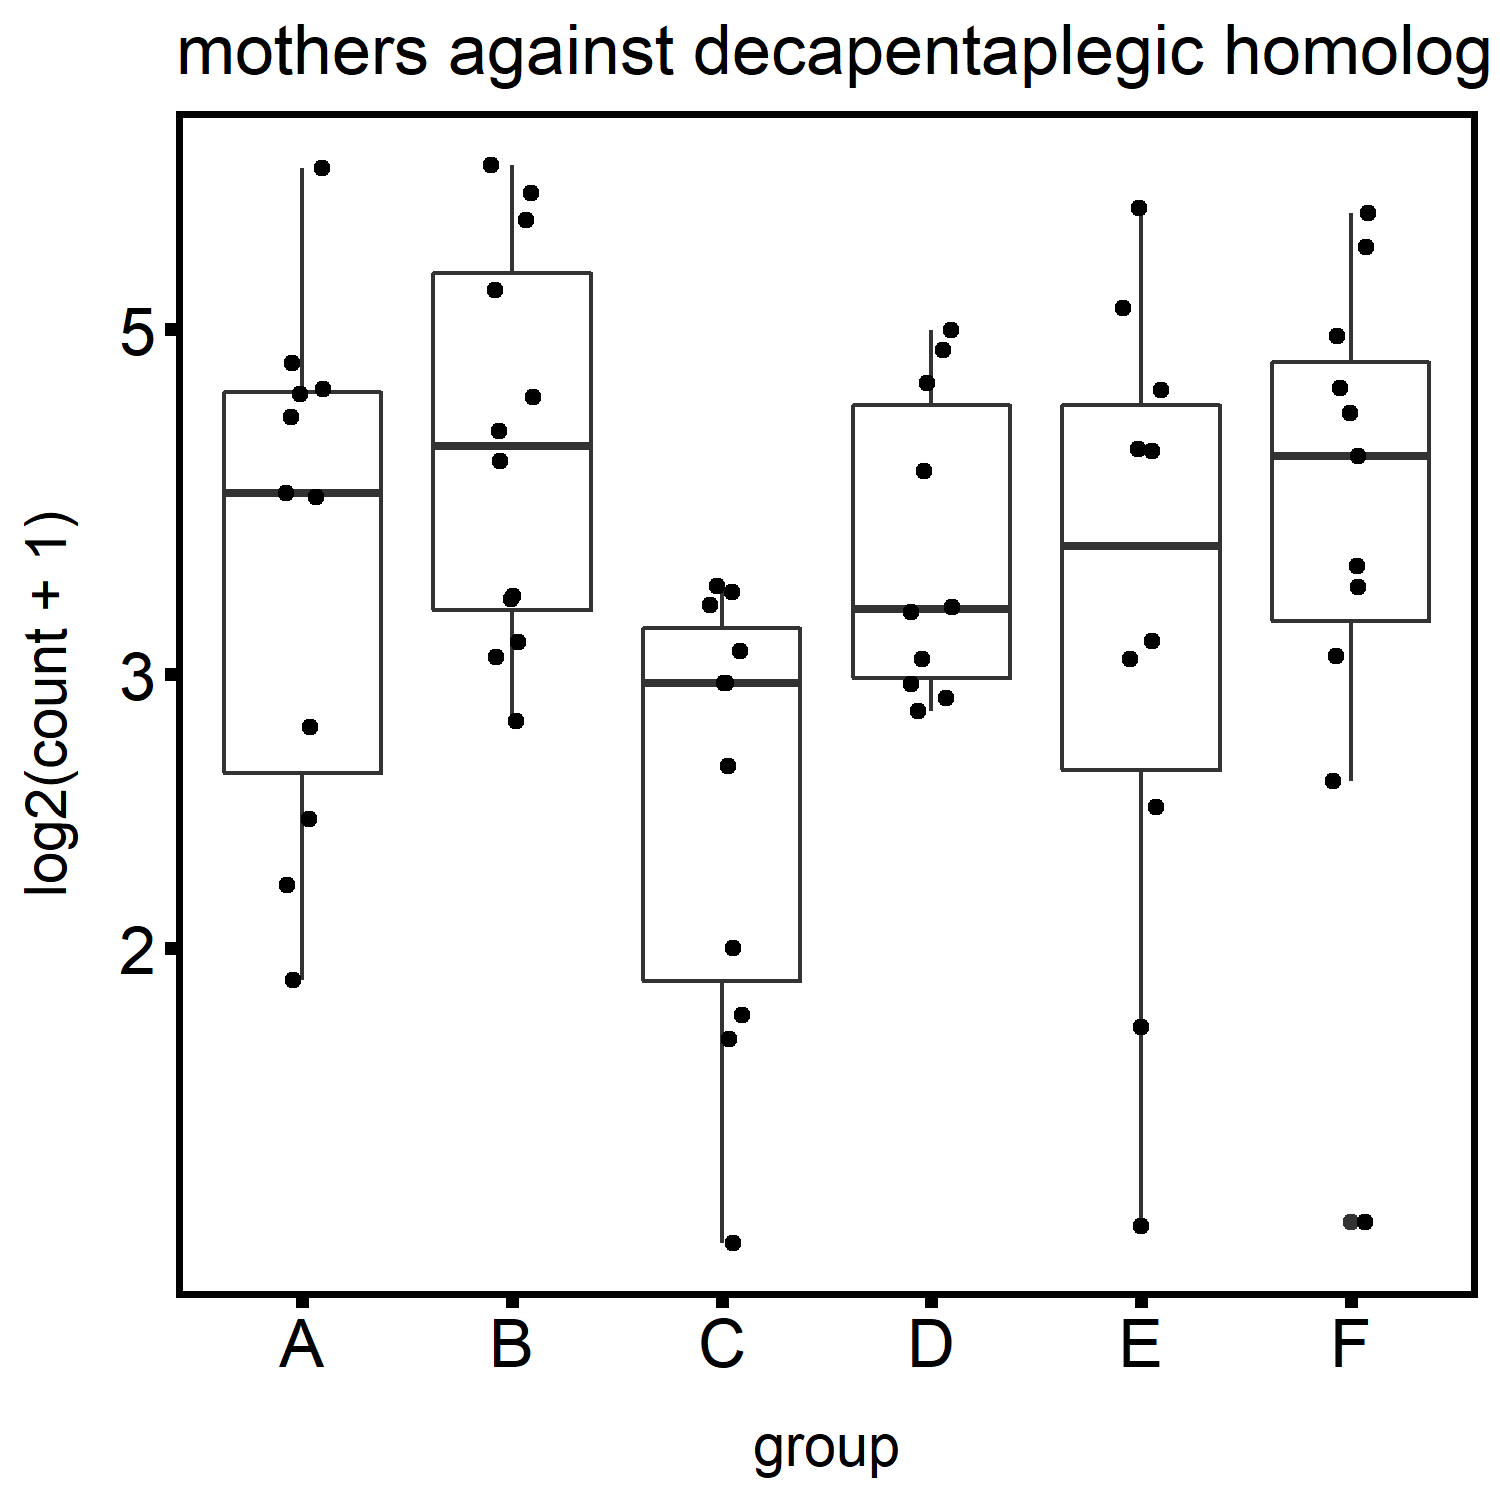 mothers against decapentaplegic homolog
5
3
2
log2(count + 1)
A B C D E F
group